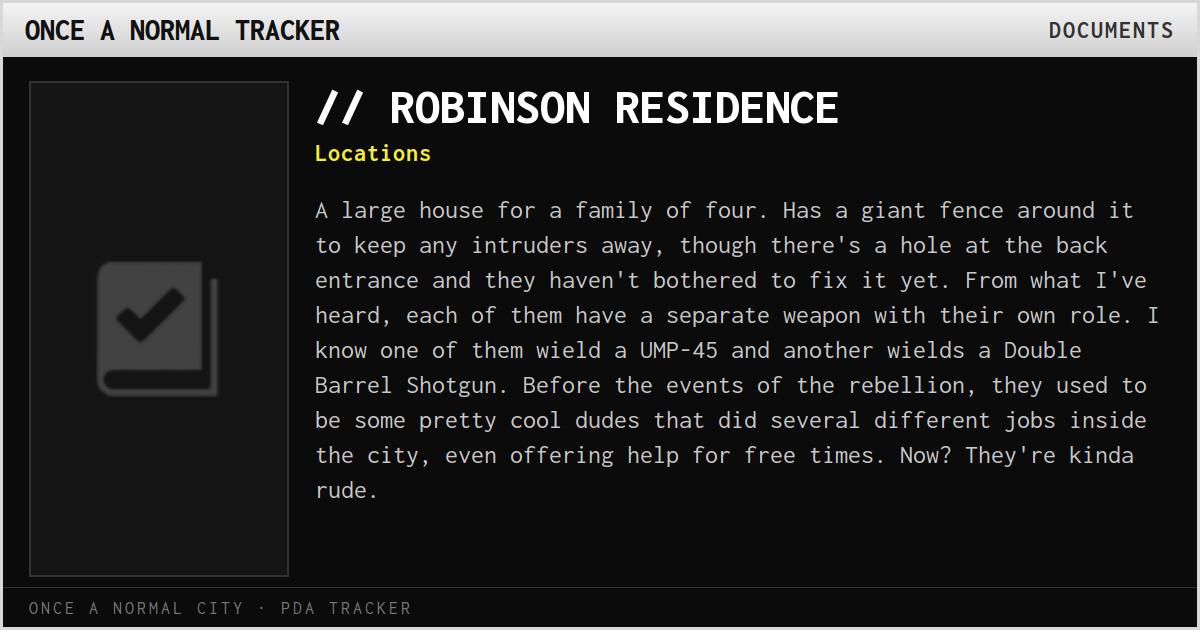 ONCE A NORMAL TRACKER
DOCUMENTS
// ROBINSON RESIDENCE
Locations
A large house for a family of four. Has a giant fence around it
to keep any intruders away, though there's a hole at the back
entrance and they haven't bothered to fix it yet. From what I've
heard, each of them have a separate weapon with their own role. I
know one of them wield a UMP-45 and another wields a Double
Barrel Shotgun. Before the events of the rebellion, they used to
be some pretty cool dudes that did several different jobs inside
the city, even offering help for free times. Now? They're kinda
rude.
ONCE A NORMAL CITY · PDA TRACKER